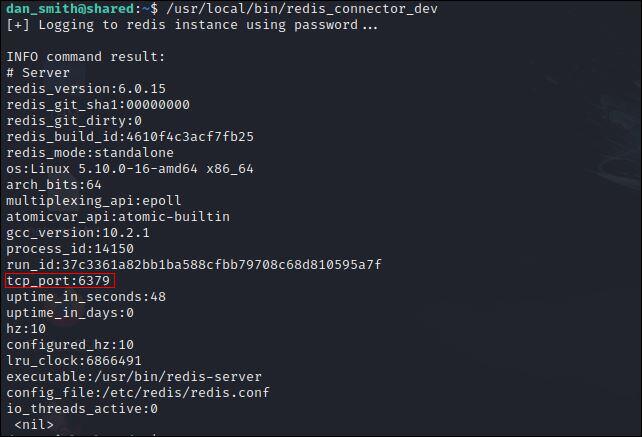 dan_smith@shared:~$ /usr/local/bin/redis_connector_dev
[+] Logging to redis instance using password...
INFO command result:
# Server
redis_version:6.0.15
redis_git_sha1:00000000
redis_git_dirty:0
redis_build_id:4610f4c3acf7fb25
redis_mode:standalone
os:Linux 5.10.0-16-amd64 x86_64
arch_bits:64
multiplexing_api:epoll
atomicvar_api:atomic-builtin
gcc_version:10.2.1
process_id:14150
run_id:37c3361a82bb1ba588cfbb79708c68d810595a7f
tcp_port:6379
uptime_in_seconds:48
uptime_in_days:0
hz:10
configured_hz:10
lru_clock:6866491
executable:/usr/bin/redis-server
config_file:/etc/redis/redis.conf
io_threads_active:0
<nil>